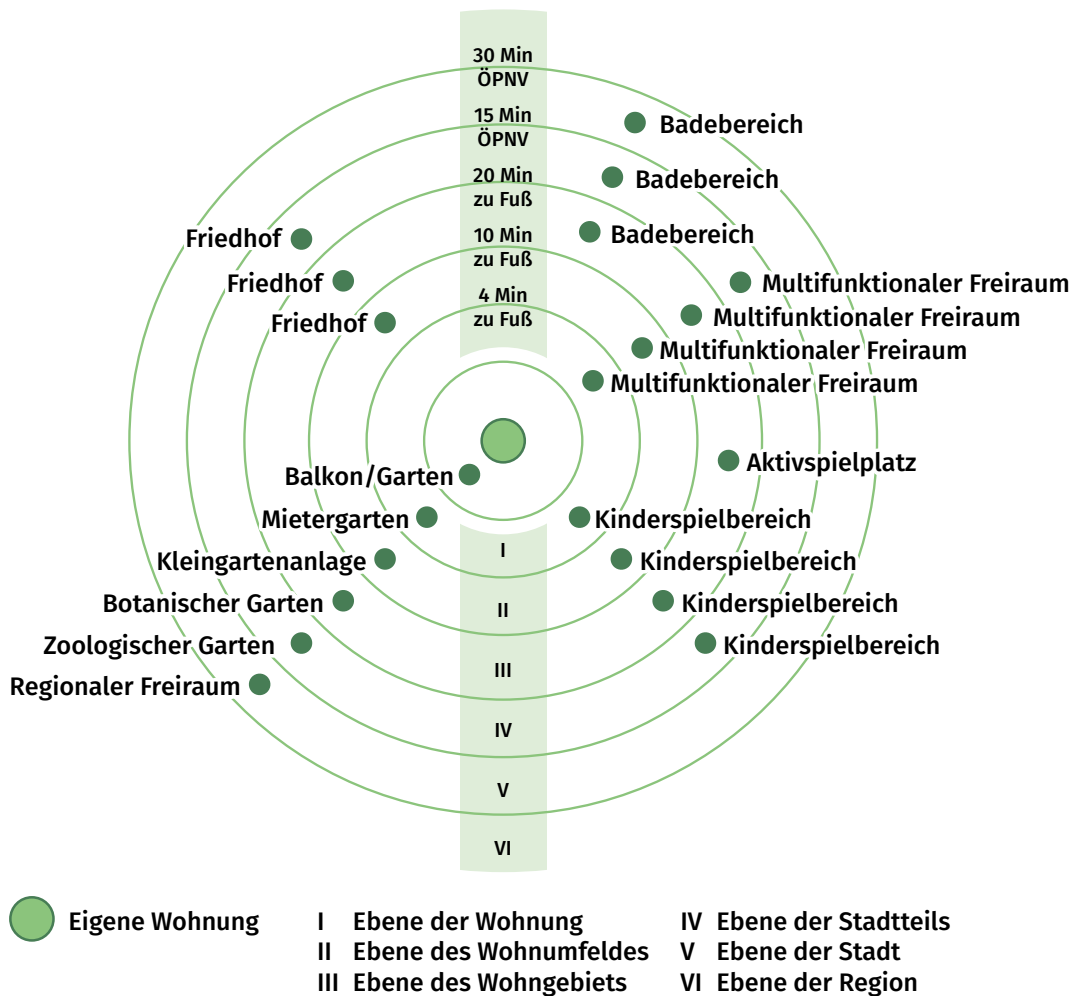 30 Min
ÖPNV
15 Min
ÖPNV
20 Min
zu Fuß
10 Min
zu Fuß
4 Min
zu Fuß
Badebereich
Badebereich
Badebereich
Friedhof
Friedhof
Friedhof
Multifunktionaler Freiraum
Multifunktionaler Freiraum
Multifunktionaler Freiraum
Multifunktionaler Freiraum
Aktivspielplatz
Balkon/Garten
Mietergarten
Kleingartenanlage
Botanischer Garten
Zoologischer Garten
Regionaler Freiraum
Kinderspielbereich
Kinderspielbereich
Kinderspielbereich
Kinderspielbereich
I
II
III
IV
V
VI
Eigene Wohnung
I Ebene der Wohnung
II Ebene des Wohnumfeldes
III Ebene des Wohngebiets
IV Ebene der Stadtteils
V Ebene der Stadt
VI Ebene der Region